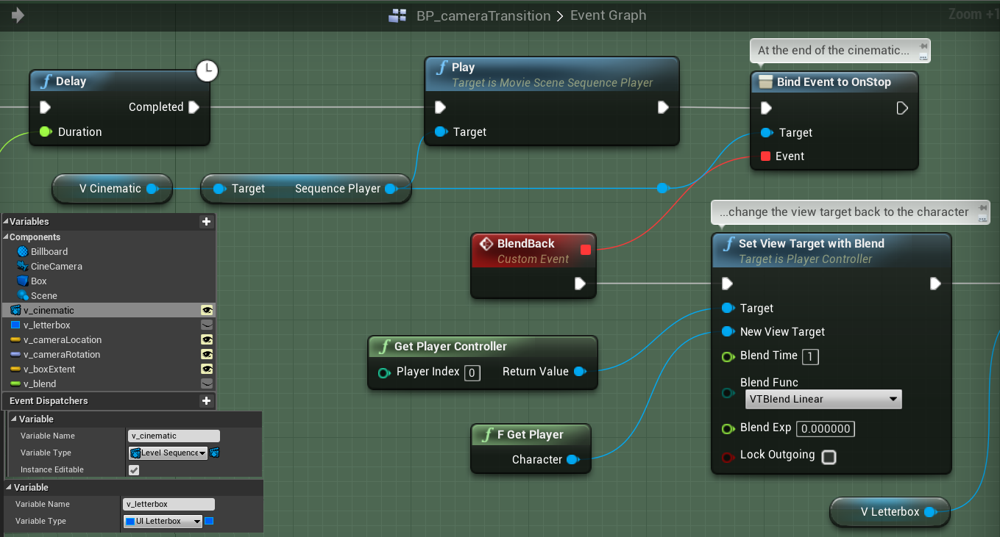 BP_cameraTransition > Event Graph
Zoom +1
At the end of the cinematic...
Delay
Completed
Duration
Play
Target is Movie Scene Sequence Player
Target
Bind Event to OnStop
Target
Event
V Cinematic
Target Sequence Player
...change the view target back to the character
BlendBack
Custom Event
Set View Target with Blend
Target is Player Controller
Target
New View Target
Blend Time 1
Blend Func
VTBlend Linear
Blend Exp 0.000000
Lock Outgoing
Get Player Controller
Player Index 0 Return Value
F Get Player
Character
V Letterbox
Variables
Components
Billboard
CineCamera
Box
Scene
v_cinematic
v_letterbox
v_cameraLocation
v_cameraRotation
v_boxExtent
v_blend
Event Dispatchers
Variable
Variable Name v_cinematic
Variable Type Level Sequence
Instance Editable
Variable
Variable Name v_letterbox
Variable Type UI Letterbox